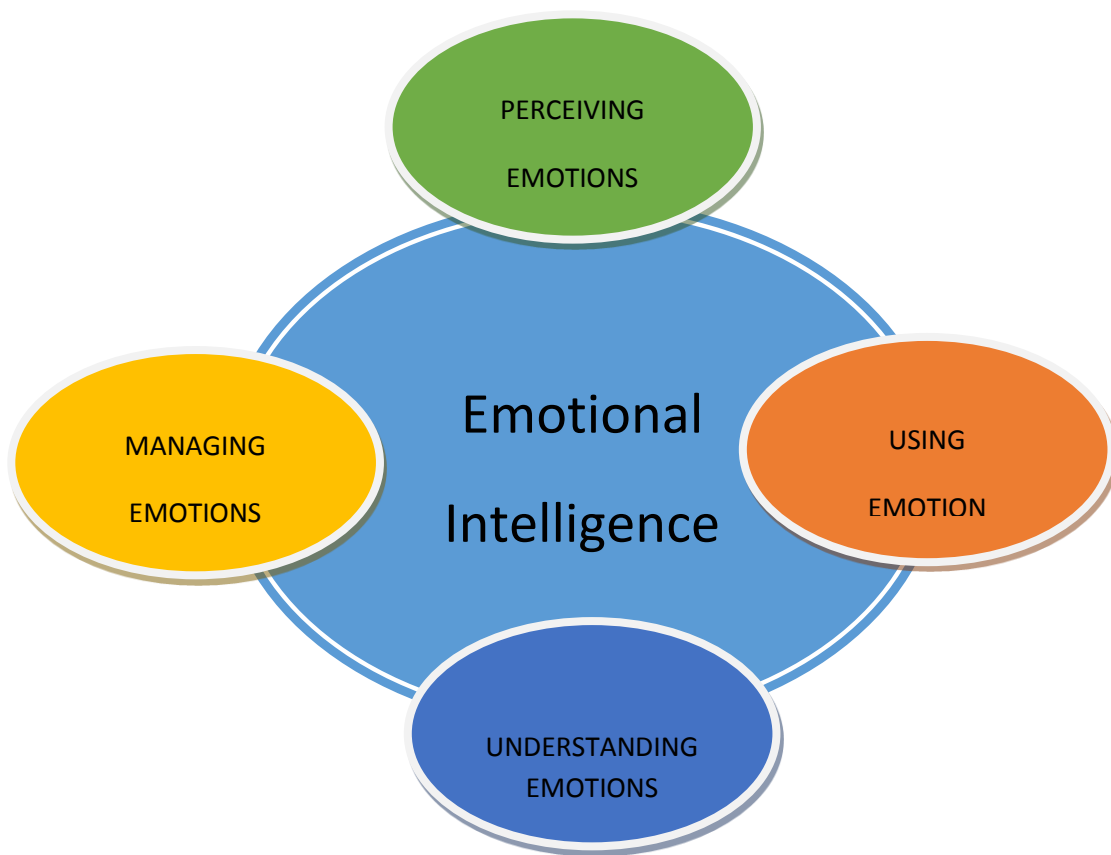 PERCEIVING
EMOTIONS
Emotional
Intelligence
MANAGING
EMOTIONS
USING
EMOTION
UNDERSTANDING
EMOTIONS